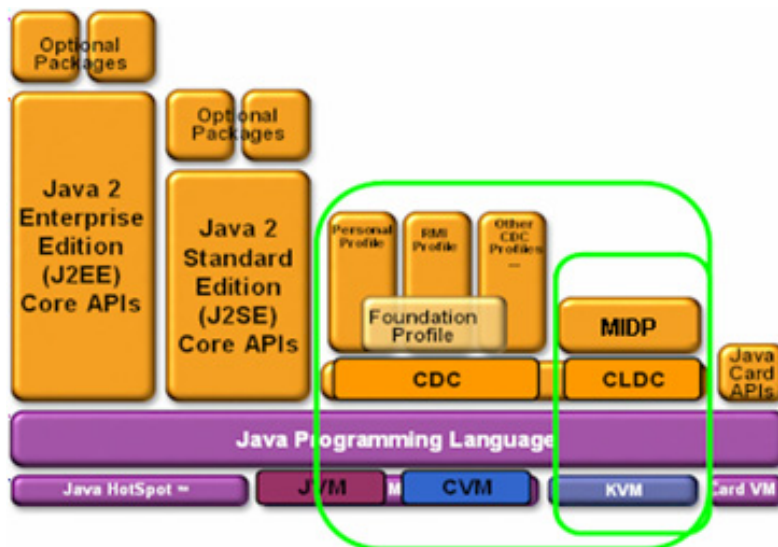 Optional
Packages
Optional
Packages
Java 2
Enterprise
Edition
(J2EE)
Core APIs
Java 2
Standard
Edition
(J2SE)
Core APIs
Personal
Profile
RMI
Profile
Other
CDC
Profiles
...
Foundation
Profile
MIDP
CDC
CLDC
Java
Card
APIs
Java Programming Language
Java HotSpot ™
JVM
M
CVM
KVM
Card VM